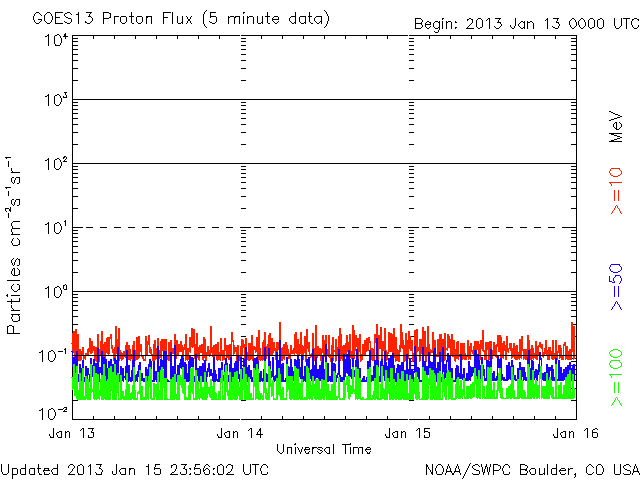 GOES13 Proton Flux (5 minute data)
Begin: 2013 Jan 13 0000 UTC
Particles cm⁻²s⁻¹sr⁻¹
10⁴
10³
10²
10¹
10⁰
10⁻¹
10⁻²
MeV
>=10
>=50
>=100
Jan 13
Jan 14
Jan 15
Jan 16
Universal Time
Updated 2013 Jan 15 23:56:02 UTC
NOAA/SWPC Boulder, CO USA